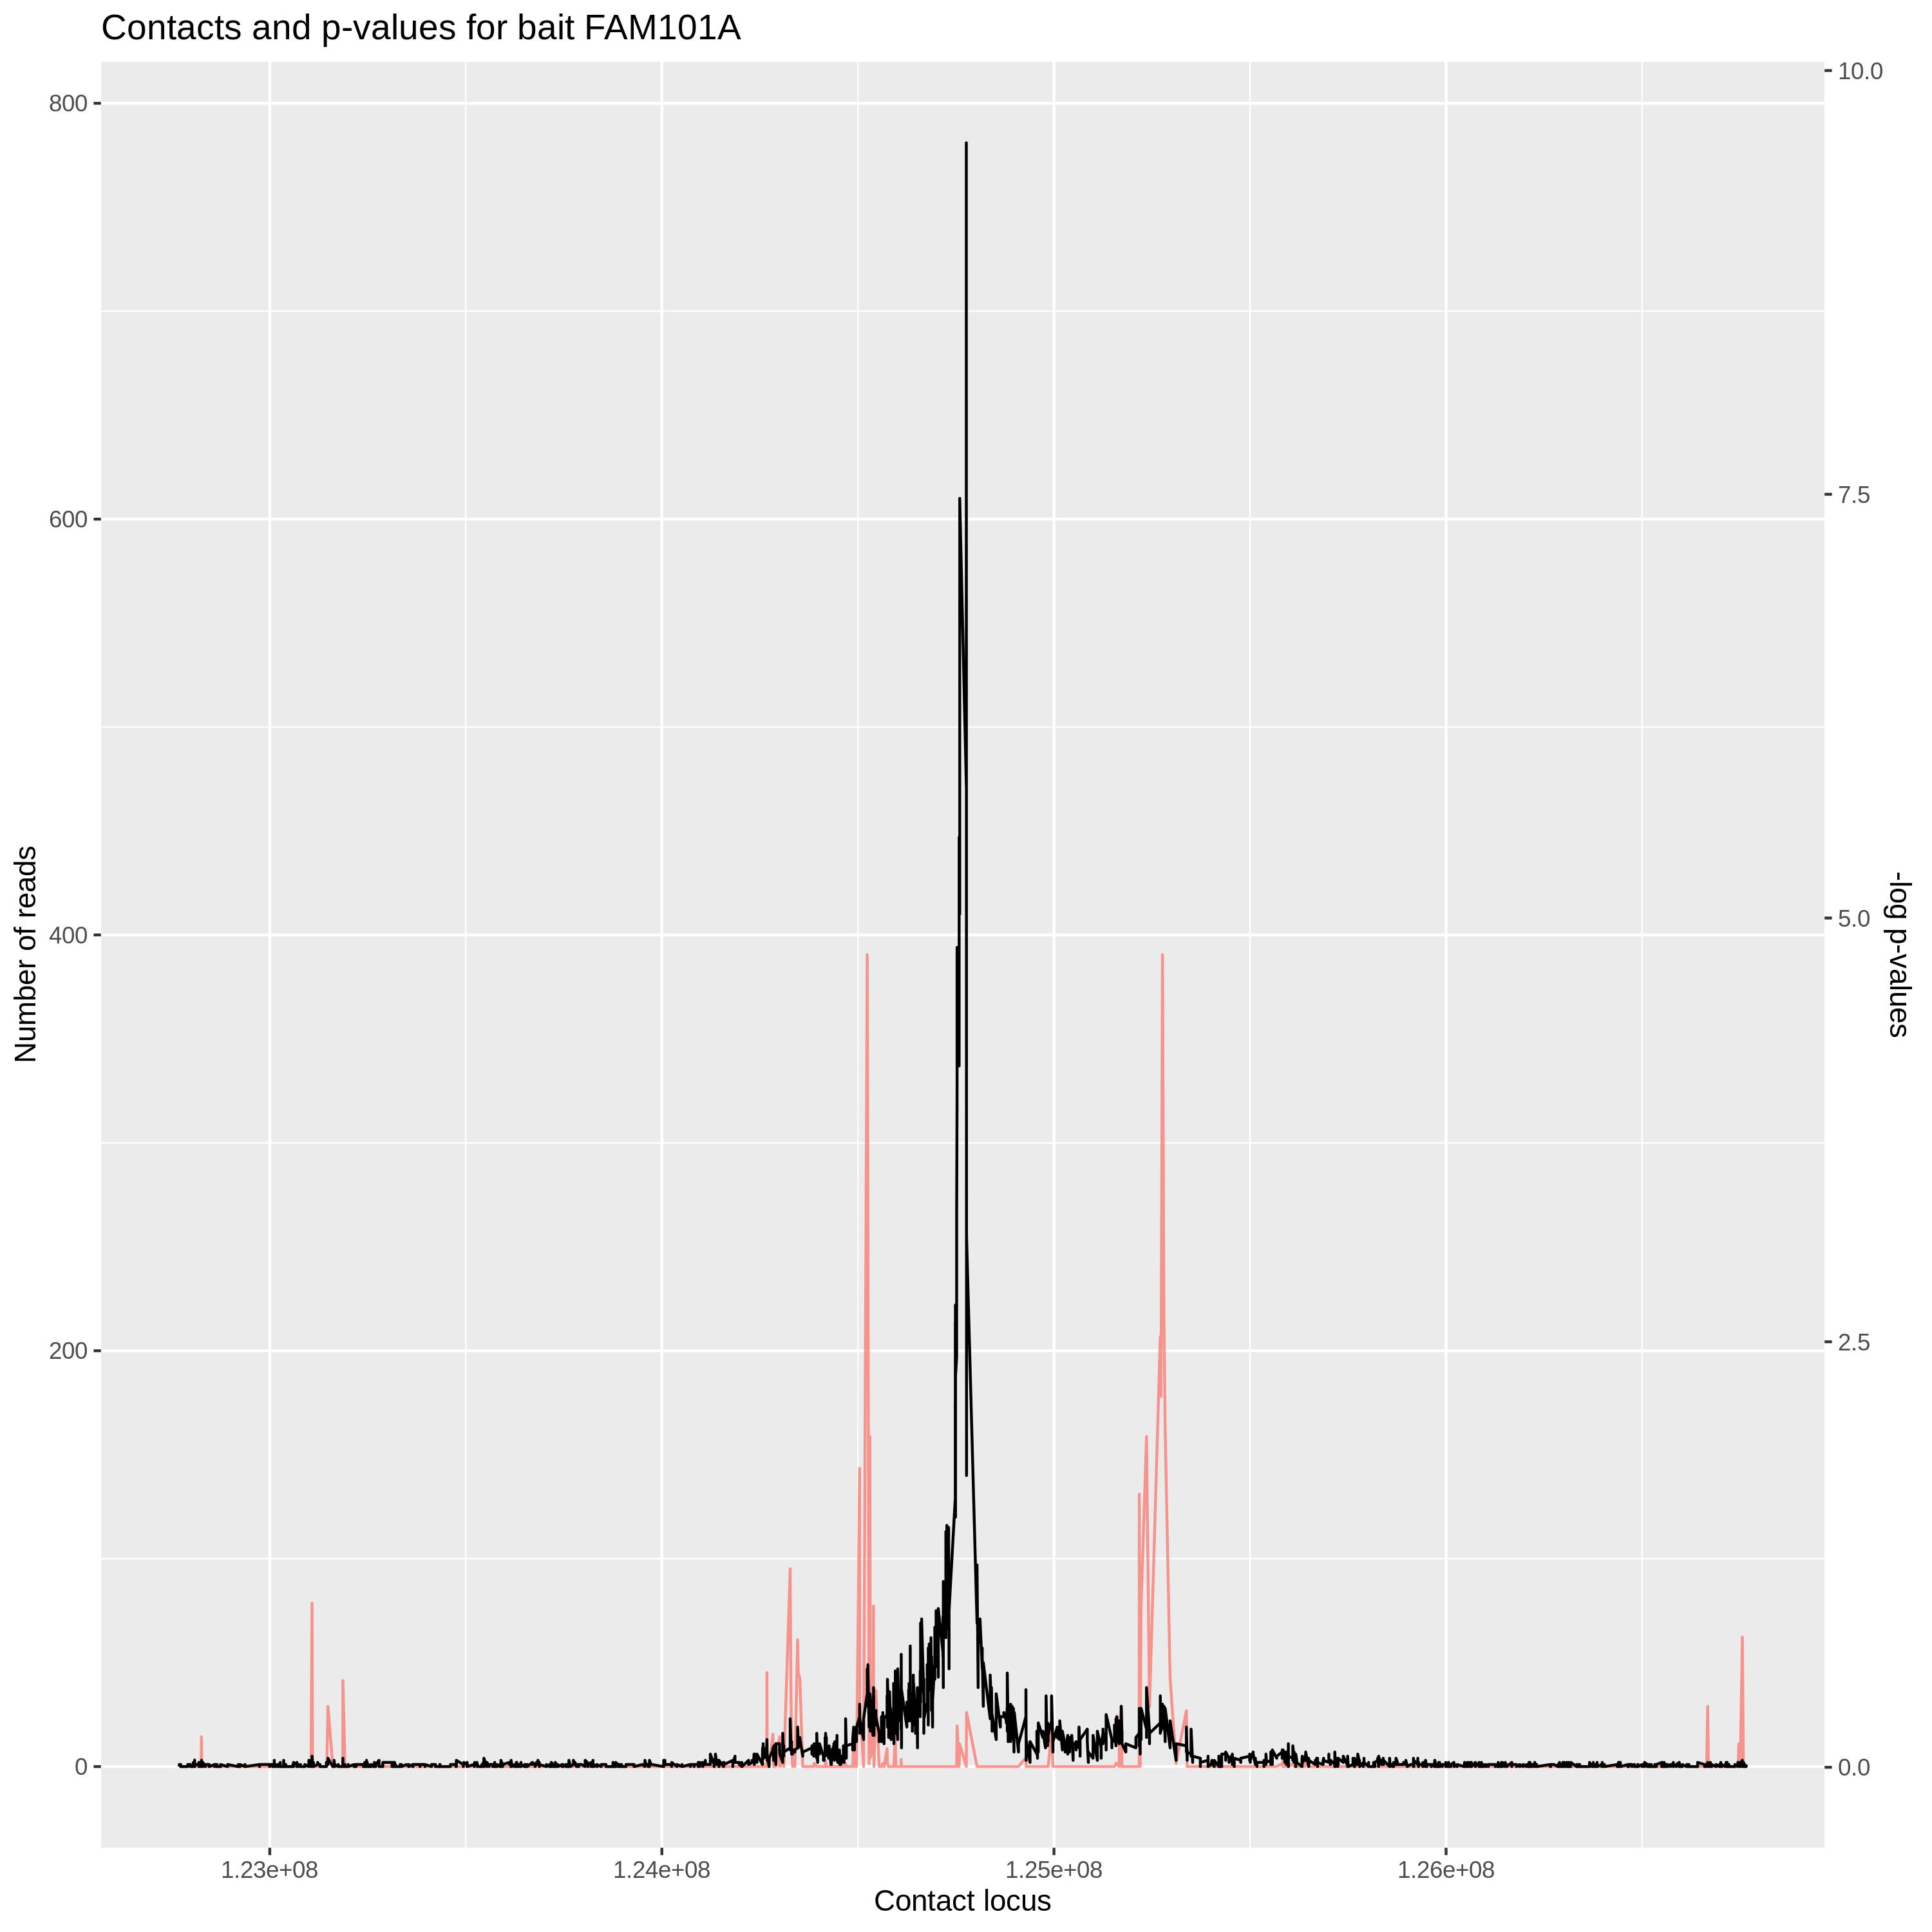 Contacts and p-values for bait FAM101A
800
600
400
200
0
Number of reads
10.0
7.5
5.0
2.5
0.0
-log p-values
1.23e+08
1.24e+08
1.25e+08
1.26e+08
Contact locus